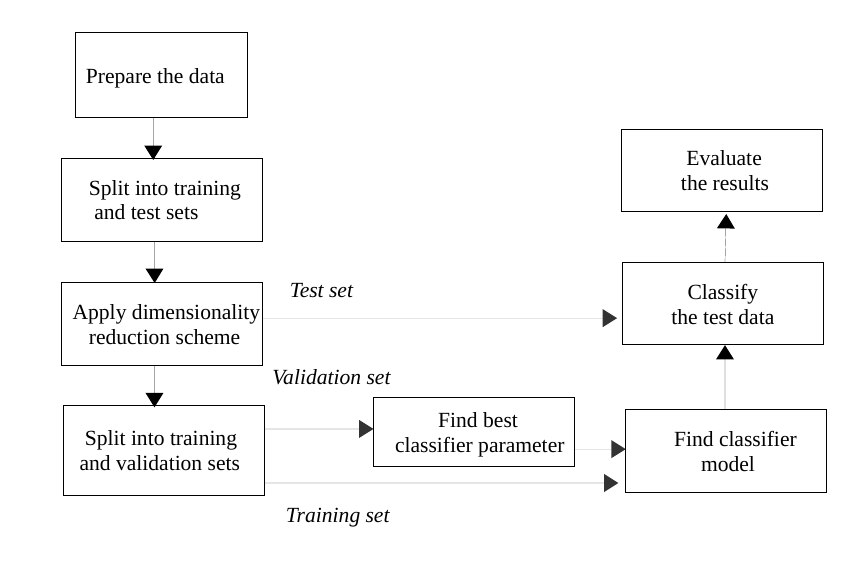 Prepare the data
Split into training
and test sets
Apply dimensionality
reduction scheme
Split into training
and validation sets
Test set
Validation set
Find best
classifier parameter
Training set
Find classifier
model
Classify
the test data
Evaluate
the results